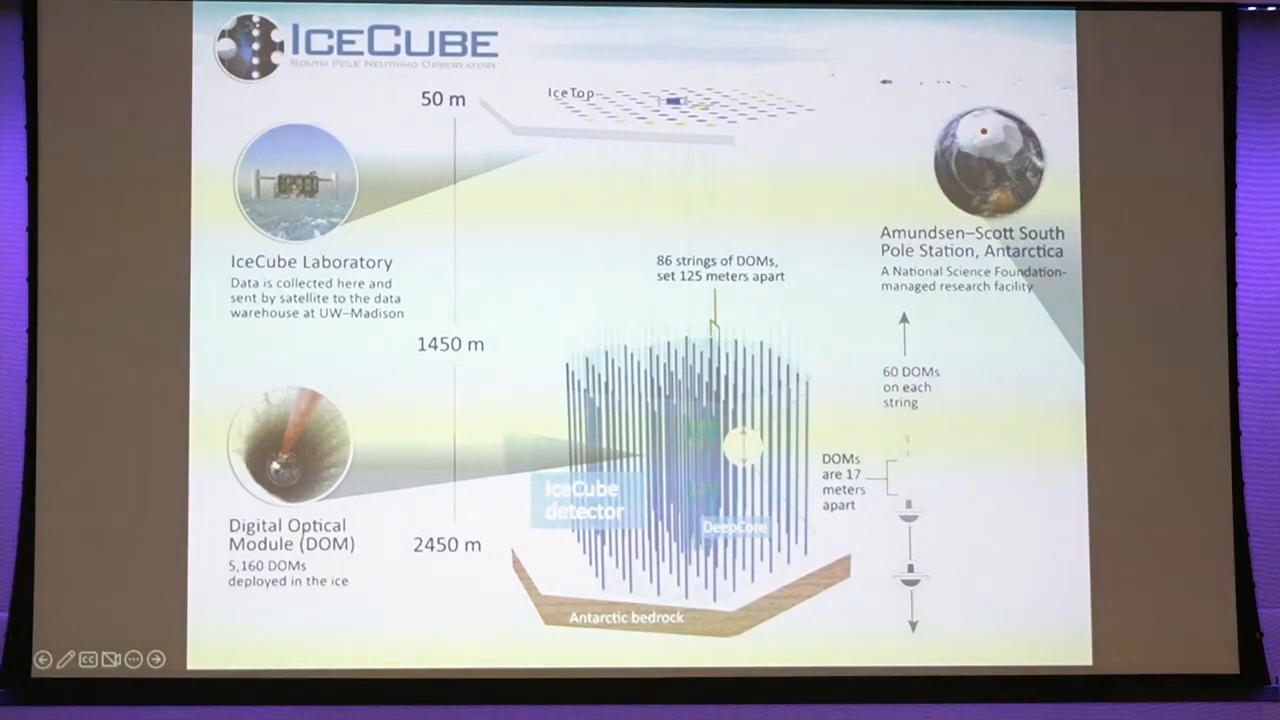 ICECUBE
SOUTH POLE NEUTRINO OBSERVATORY
50 m
IceTop
IceCube Laboratory
Data is collected here and
sent by satellite to the data
warehouse at UW–Madison
86 strings of DOMs,
set 125 meters apart
Amundsen–Scott South
Pole Station, Antarctica
A National Science Foundation-
managed research facility
1450 m
60 DOMs
on each
string
DOMs
are 17
meters
apart
IceCube
detector
DeepCore
Digital Optical
Module (DOM)
5,160 DOMs
deployed in the ice
2450 m
Antarctic bedrock
CC